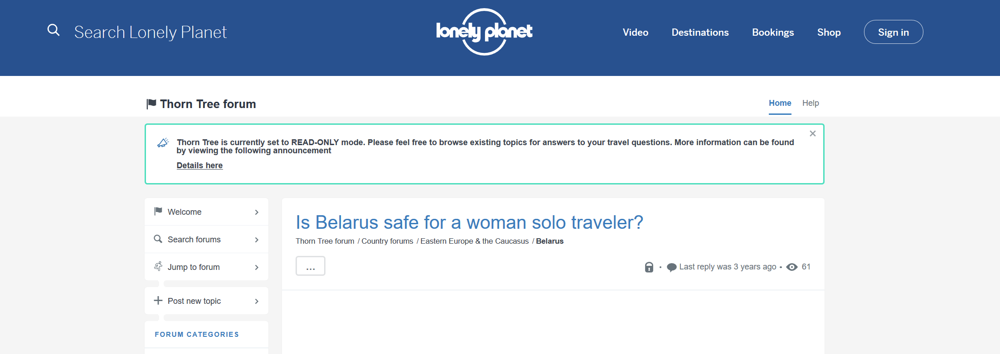 Search Lonely Planet
lonely planet
Video
Destinations
Bookings
Shop
Sign in
Thorn Tree forum
Home
Help
Thorn Tree is currently set to READ-ONLY mode. Please feel free to browse existing topics for answers to your travel questions. More information can be found
by viewing the following announcement
Details here
Welcome
Search forums
Jump to forum
Post new topic
FORUM CATEGORIES
Is Belarus safe for a woman solo traveler?
Thorn Tree forum / Country forums / Eastern Europe & the Caucasus / Belarus
...
• Last reply was 3 years ago • 61